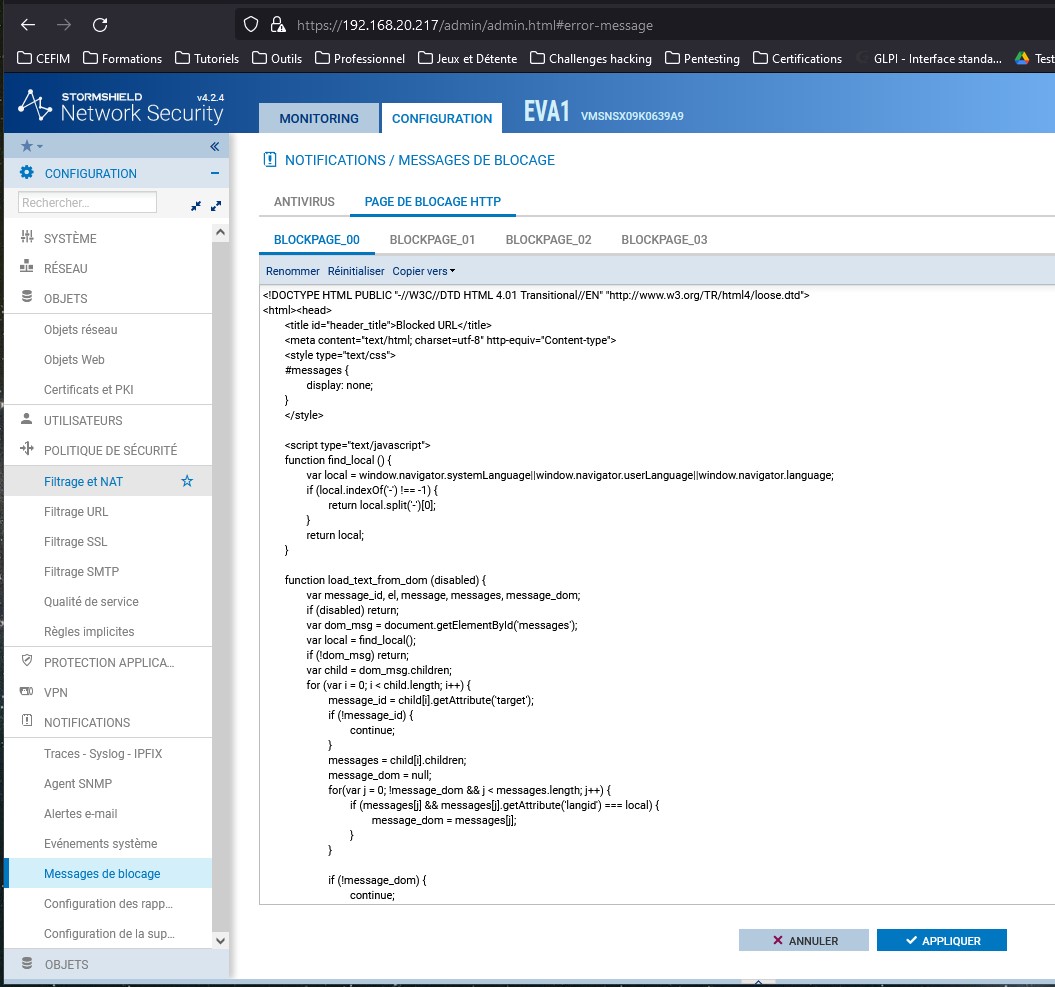 https://192.168.20.217/admin/admin.html#error-message
CEFIM Formations Tutoriels Outils Professionnel Jeux et Détente Challenges hacking Pentesting Certifications GLPI - Interface standa... Test
STORMSHIELD v4.2.4
Network Security
MONITORING CONFIGURATION EVA1 VMSNSX09K0639A9
NOTIFICATIONS / MESSAGES DE BLOCAGE
CONFIGURATION
Rechercher...
SYSTÈME
RÉSEAU
OBJETS
Objets réseau
Objets Web
Certificats et PKI
UTILISATEURS
POLITIQUE DE SÉCURITÉ
Filtrage et NAT
Filtrage URL
Filtrage SSL
Filtrage SMTP
Qualité de service
Règles implicites
PROTECTION APPLICA...
VPN
NOTIFICATIONS
Traces - Syslog - IPFIX
Agent SNMP
Alertes e-mail
Evénements système
Messages de blocage
Configuration des rapp...
Configuration de la sup...
OBJETS
ANTIVIRUS PAGE DE BLOCAGE HTTP
BLOCKPAGE_00 BLOCKPAGE_01 BLOCKPAGE_02 BLOCKPAGE_03
Renommer Réinitialiser Copier vers
<!DOCTYPE HTML PUBLIC "-//W3C//DTD HTML 4.01 Transitional//EN" "http://www.w3.org/TR/html4/loose.dtd">
<html><head>
<title id="header_title">Blocked URL</title>
<meta content="text/html; charset=utf-8" http-equiv="Content-type">
<style type="text/css">
#messages {
display: none;
}
</style>
<script type="text/javascript">
function find_local () {
var local = window.navigator.systemLanguage||window.navigator.userLanguage||window.navigator.language;
if (local.indexOf('-') !== -1) {
return local.split('-')[0];
}
return local;
}
function load_text_from_dom (disabled) {
var message_id, el, message, messages, message_dom;
if (disabled) return;
var dom_msg = document.getElementById('messages');
var local = find_local();
if (!dom_msg) return;
var child = dom_msg.children;
for (var i = 0; i < child.length; i++) {
message_id = child[i].getAttribute('target');
if (!message_id) {
continue;
}
messages = child[i].children;
message_dom = null;
for(var j = 0; !message_dom && j < messages.length; j++) {
if (messages[j] && messages[j].getAttribute('langid') === local) {
message_dom = messages[j];
}
}
if (!message_dom) {
continue;
ANNULER APPLIQUER